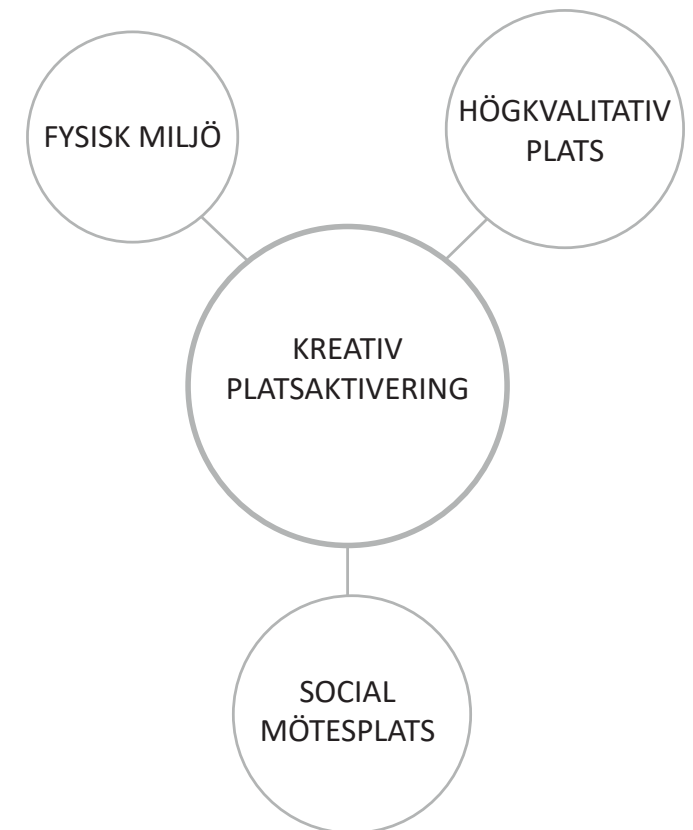 FYSISK MILJÖ
HÖGKVALITATIV
PLATS
KREATIV
PLATSAKTIVERING
SOCIAL
MÖTESPLATS